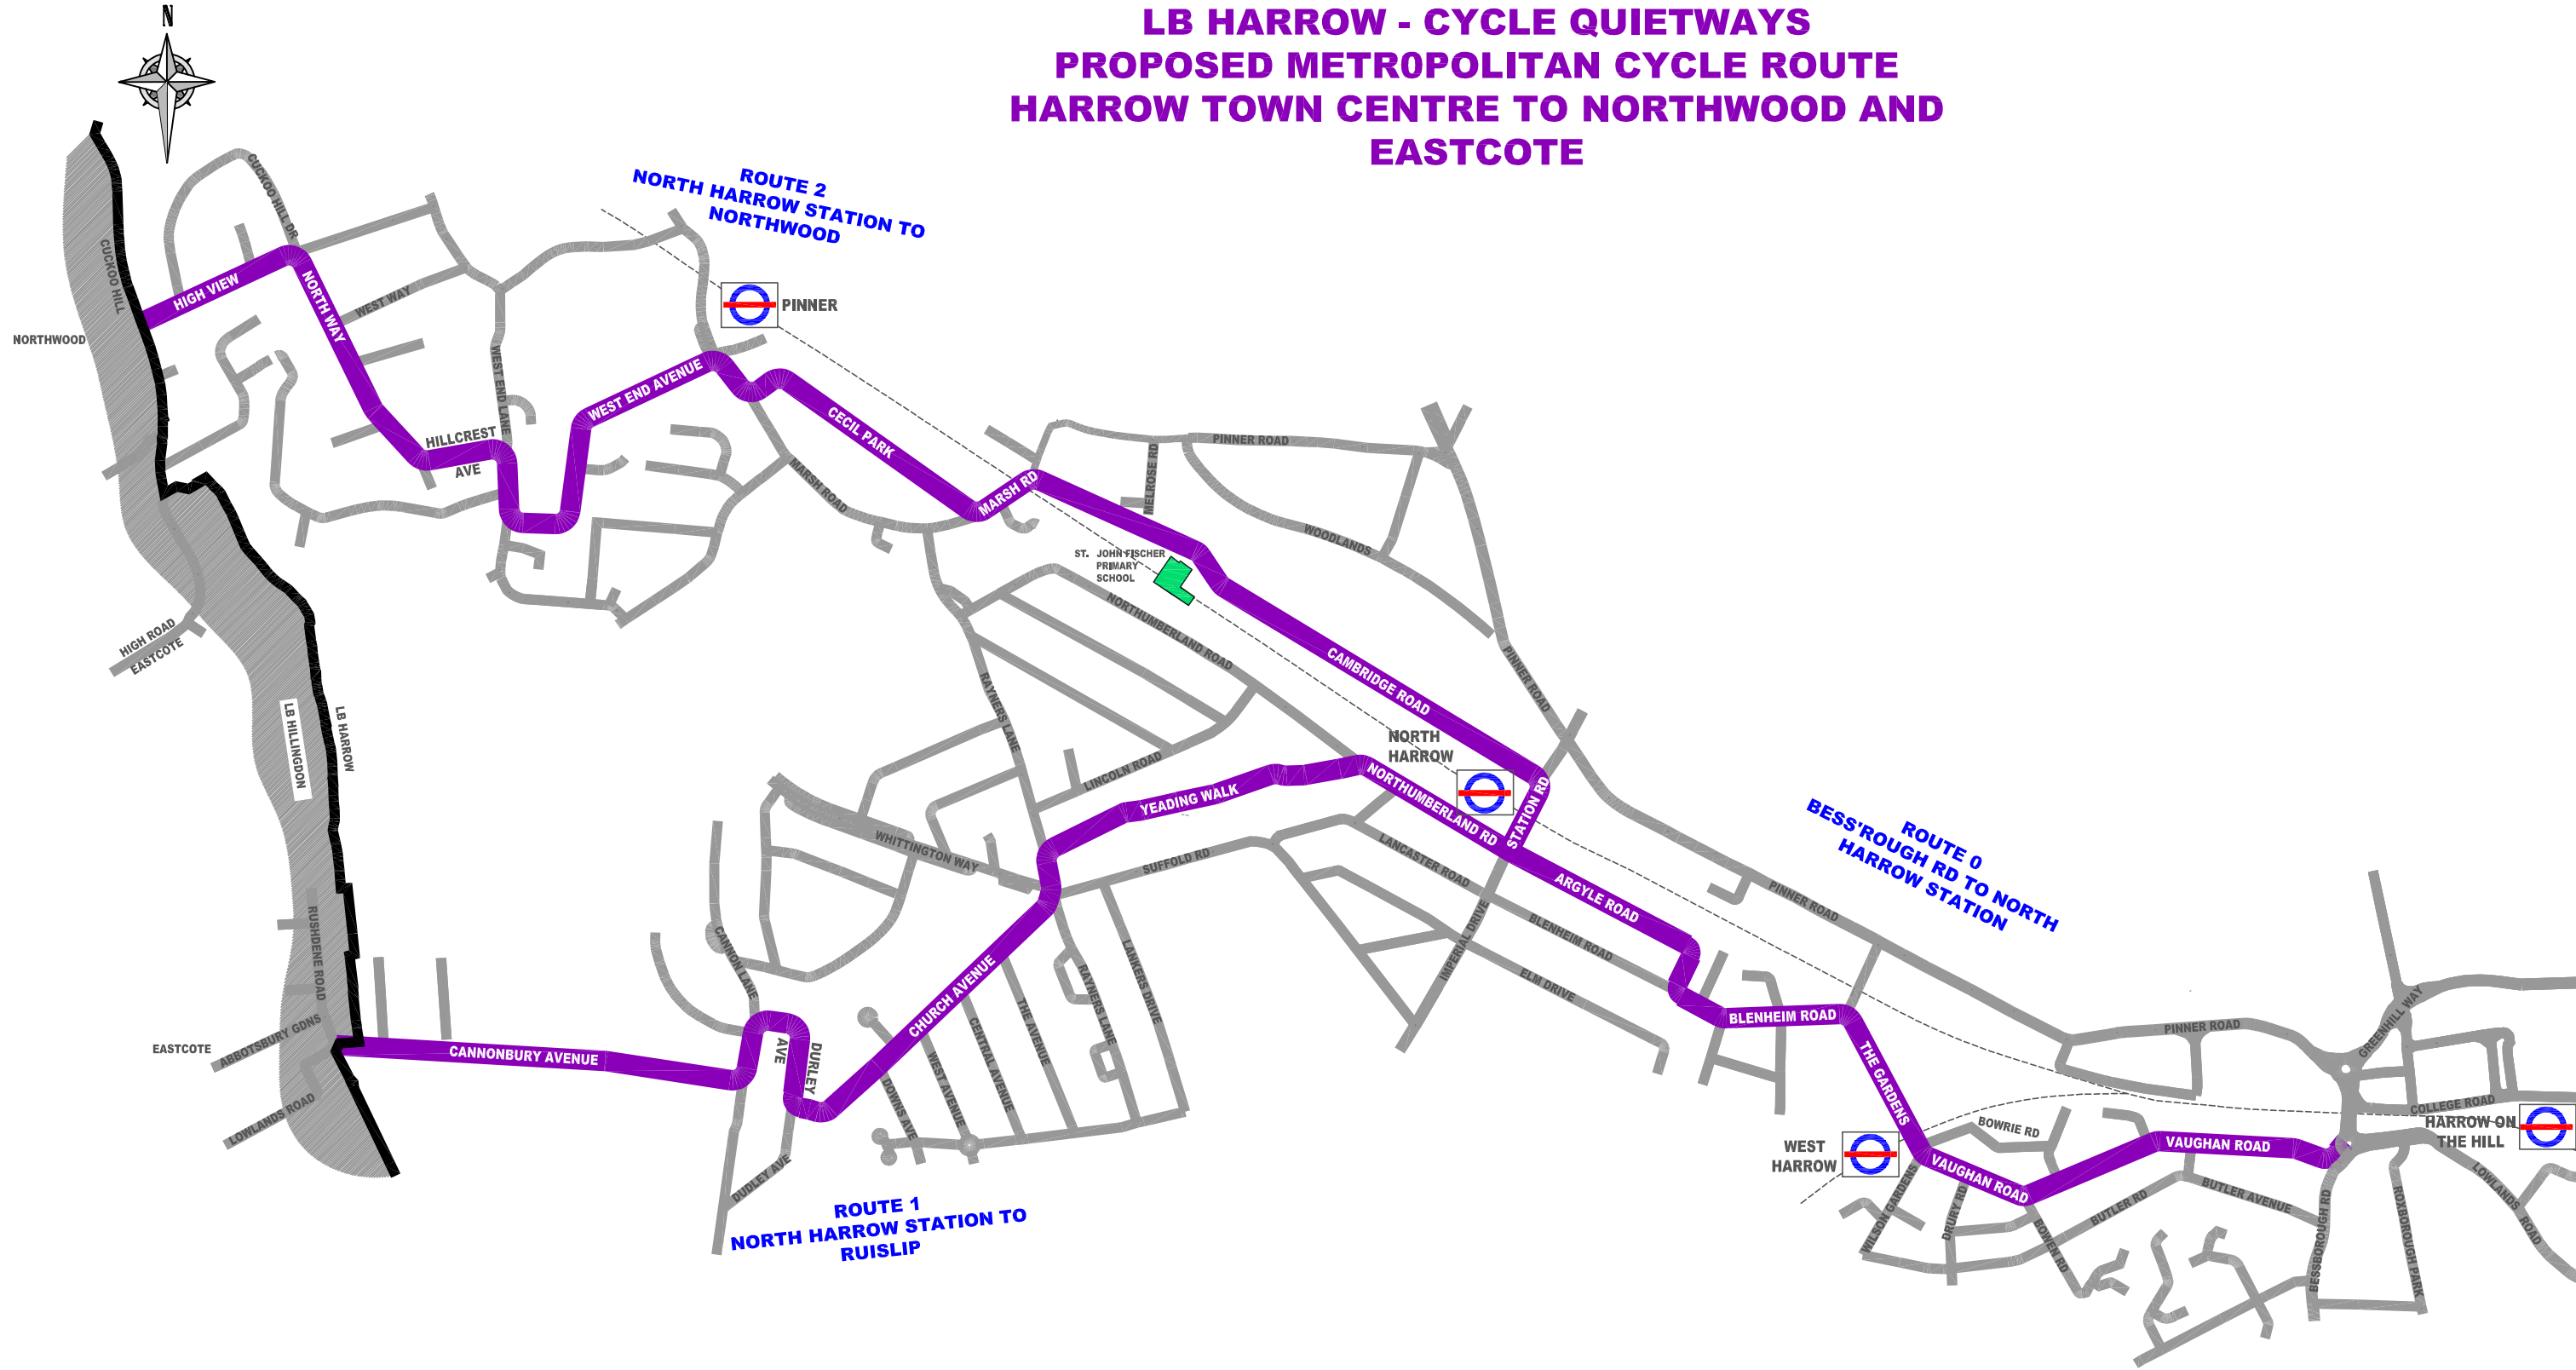 LB HARROW - CYCLE QUIETWAYS
PROPOSED METR0POLITAN CYCLE ROUTE
HARROW TOWN CENTRE TO NORTHWOOD AND
EASTCOTE
N
ROUTE 2
NORTH HARROW STATION TO
NORTHWOOD
CUCKOO HILL DR
CUCKOO HILL
HIGH VIEW
NORTH WAY
WEST WAY
NORTHWOOD
PINNER
WEST END LANE
WEST END AVENUE
HILLCREST
AVE
CECIL PARK
MARSH ROAD
MARSH RD
PINNER ROAD
MELROSE RD
WOODLANDS
ST. JOHN FISCHER
PRIMARY
SCHOOL
NORTHUMBERLAND ROAD
HIGH ROAD
EASTCOTE
LB HILLINGDON
LB HARROW
RAYNERS LANE
CAMBRIDGE ROAD
PINNER ROAD
NORTH
HARROW
LINCOLN ROAD
YEADING WALK
NORTHUMBERLAND RD
STATION RD
WHITTINGTON WAY
SUFFOLD RD
LANCASTER ROAD
ARGYLE ROAD
PINNER ROAD
ROUTE 0
BESS'ROUGH RD TO NORTH
HARROW STATION
RUSHDENE ROAD
CANNON LANE
CHURCH AVENUE
RAYNERS LANE
LANKERS DRIVE
IMPERIAL DRIVE
BLENHEIM ROAD
ELM DRIVE
BLENHEIM ROAD
EASTCOTE
ABBOTSBURY GDNS
CANNONBURY AVENUE
AVE
DURLEY
CENTRAL AVENUE
THE AVENUE
WEST AVENUE
DOWNS AVE
LOWLANDS ROAD
DUDLEY AVE
THE GARDENS
PINNER ROAD
GREENHILL WAY
COLLEGE ROAD
HARROW ON
THE HILL
WEST
HARROW
BOWRIE RD
VAUGHAN ROAD
VAUGHAN ROAD
WILSON GARDENS
DRURY RD
BOWEN RD
BUTLER RD
BUTLER AVENUE
BESSBOROUGH RD
ROXBOROUGH PARK
LOWLANDS ROAD
ROUTE 1
NORTH HARROW STATION TO
RUISLIP